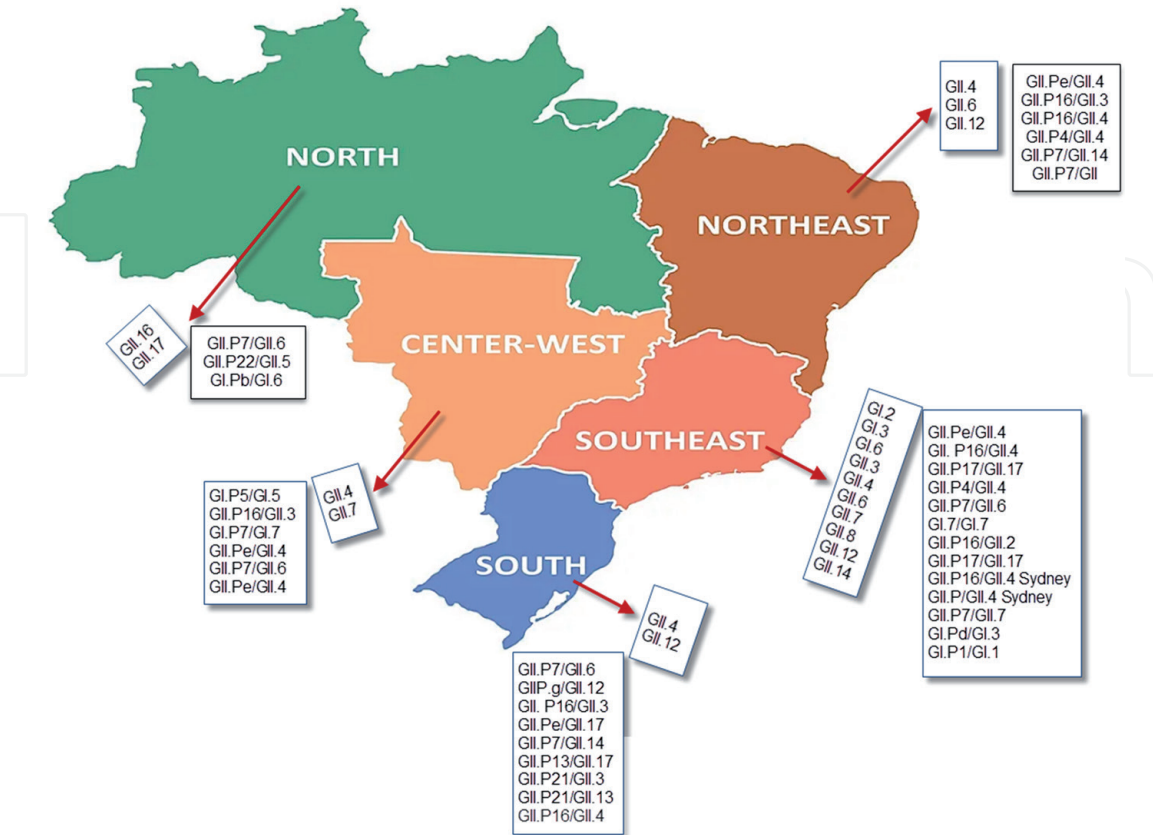 NORTH
NORTHEAST
CENTER-WEST
SOUTHEAST
SOUTH
GII.4
GII.6
GII.12
GII.Pe/GII.4
GII.P16/GII.3
GII.P16/GII.4
GII.P4/GII.4
GII.P7/GII.14
GII.P7/GII
GII.16
GII.17
GII.P7/GII.6
GII.P22/GII.5
GI.Pb/GI.6
GI.P5/GI.5
GII.P16/GII.3
GI.P7/GI.7
GII.Pe/GII.4
GII.P7/GII.6
GII.Pe/GII.4
GII.4
GII.7
GI.2
GI.3
GI.6
GII.3
GII.4
GII.6
GII.7
GII.8
GII.12
GII.14
GII.Pe/GII.4
GII. P16/GII.4
GII.P17/GII.17
GII.P4/GII.4
GII.P7/GII.6
GI.7/GI.7
GII.P16/GII.2
GII.P17/GII.17
GII.P16/GII.4 Sydney
GII.P/GII.4 Sydney
GII.P7/GII.7
GI.Pd/GI.3
GI.P1/GI.1
GII.4
GII.12
GII.P7/GII.6
GIIP.g/GII.12
GII. P16/GII.3
GII.Pe/GII.17
GII.P7/GII.14
GII.P13/GII.17
GII.P21/GII.3
GII.P21/GII.13
GII.P16/GII.4